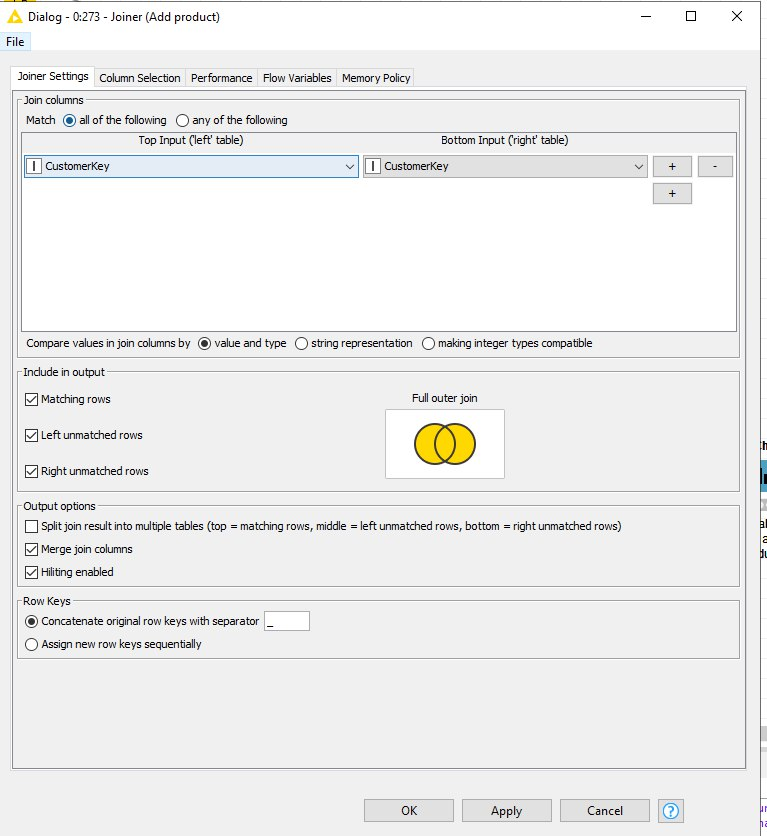 Dialog - 0:273 - Joiner (Add product)
File
Joiner Settings Column Selection Performance Flow Variables Memory Policy
Join columns
Match all of the following any of the following
Top Input ('left' table) Bottom Input ('right' table)
I CustomerKey I CustomerKey + -
+
Compare values in join columns by value and type string representation making integer types compatible
Include in output
Matching rows
Full outer join
Left unmatched rows
Right unmatched rows
Output options
Split join result into multiple tables (top = matching rows, middle = left unmatched rows, bottom = right unmatched rows)
Merge join columns
Hiliting enabled
Row Keys
Concatenate original row keys with separator _
Assign new row keys sequentially
OK Apply Cancel ?